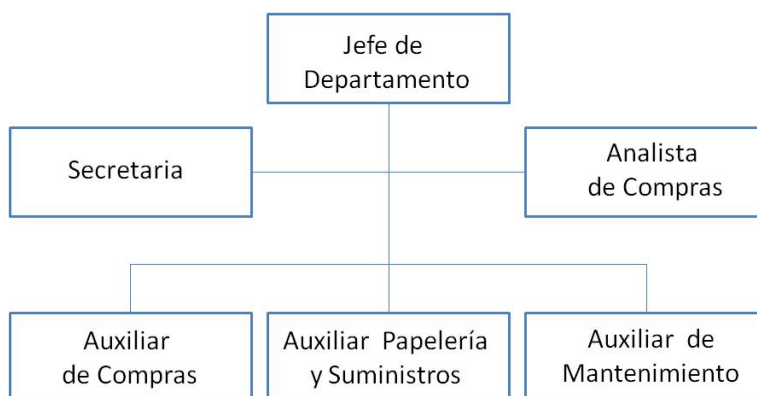 Jefe de
Departamento
Secretaria
Analista
de Compras
Auxiliar
de Compras
Auxiliar Papelería
y Suministros
Auxiliar de
Mantenimiento